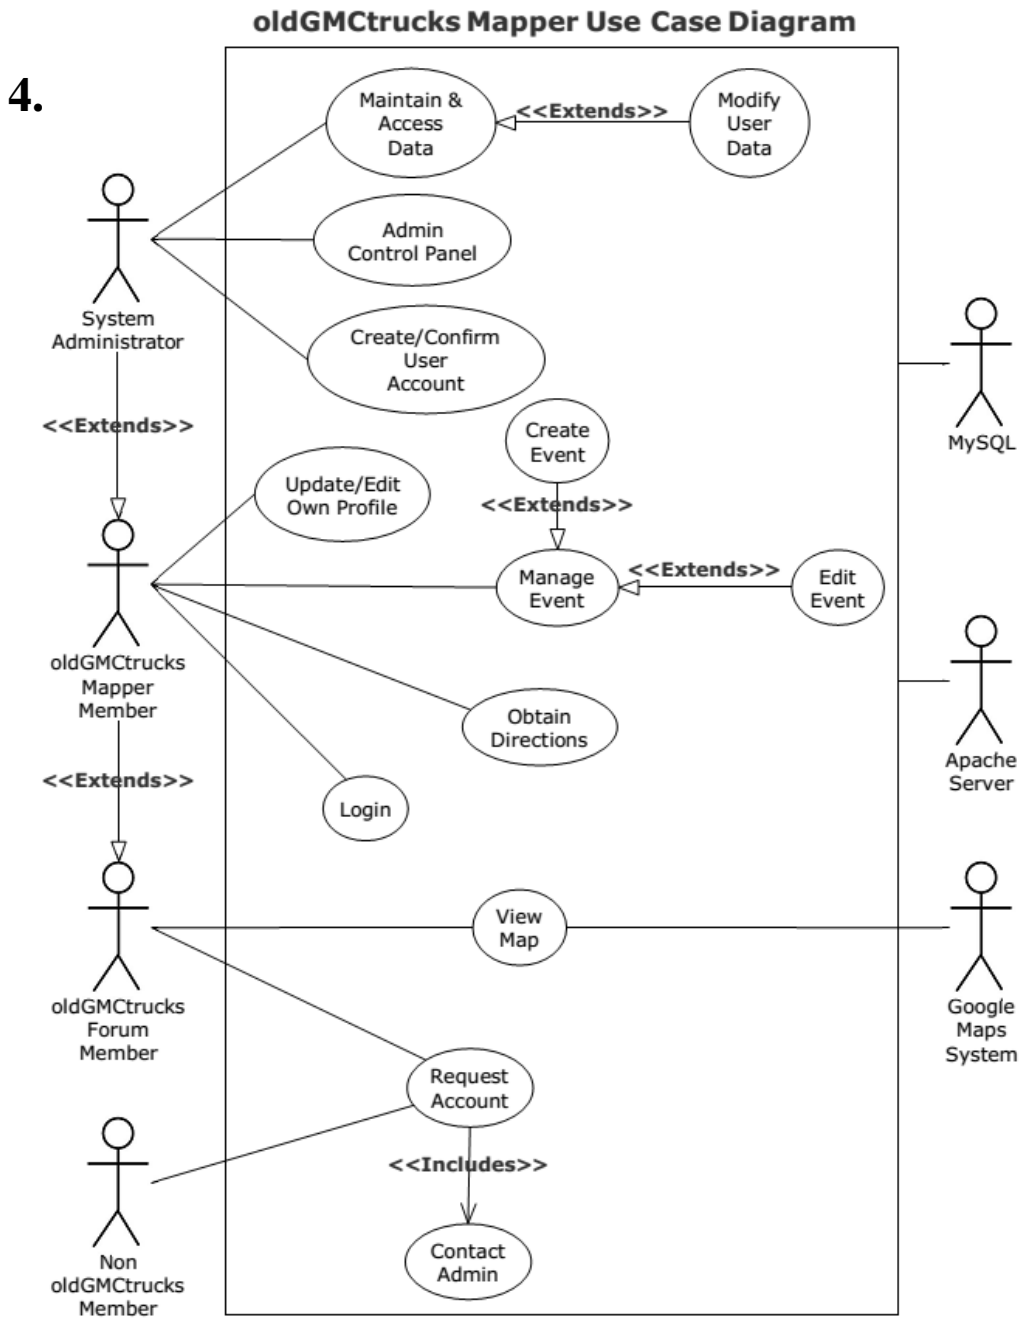 oldGMCtrucks Mapper Use Case Diagram
4.
Maintain &
Access
Data
<<Extends>>
Modify
User
Data
Admin
Control Panel
System
Administrator
Create/Confirm
User
Account
<<Extends>>
MySQL
Create
Event
Update/Edit
Own Profile
<<Extends>>
Manage
Event
<<Extends>>
Edit
Event
oldGMCtrucks
Mapper
Member
Obtain
Directions
Apache
Server
<<Extends>>
Login
View
Map
oldGMCtrucks
Forum
Member
Google
Maps
System
Request
Account
<<Includes>>
Non
oldGMCtrucks
Member
Contact
Admin